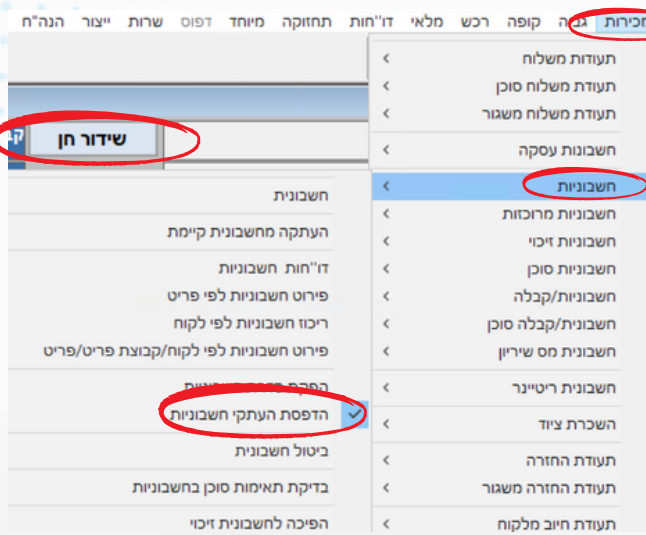 מכירות גביה קופה רכש מלאי דו"חות תחזוקה מיוחד דפוס שרות ייצור הנה"ח
תעודות משלוח
תעודת משלוח סוכן
תעודת משלוח משגור
שידור חן
חשבונות עסקה
חשבוניות
חשבוניות מרוכזות
חשבוניות זיכוי
חשבוניות סוכן
חשבוניות/קבלה
חשבונית/קבלה סוכן
חשבונית מס שיריון
חשבונית ריטיינר
השכרת ציוד
תעודת החזרה
תעודת החזרה משגור
תעודת חיוב מלקוח
חשבונית
העתקה מחשבונית קיימת
דו''חות חשבוניות
פירוט חשבוניות לפי פריט
ריכוז חשבוניות לפי לקוח
פירוט חשבוניות לפי לקוח/קבוצת פריט/פריט
הפקת
הדפסת העתקי חשבוניות
ביטול חשבונית
בדיקת תאימות סוכן בחשבוניות
הפיכה לחשבונית זיכוי